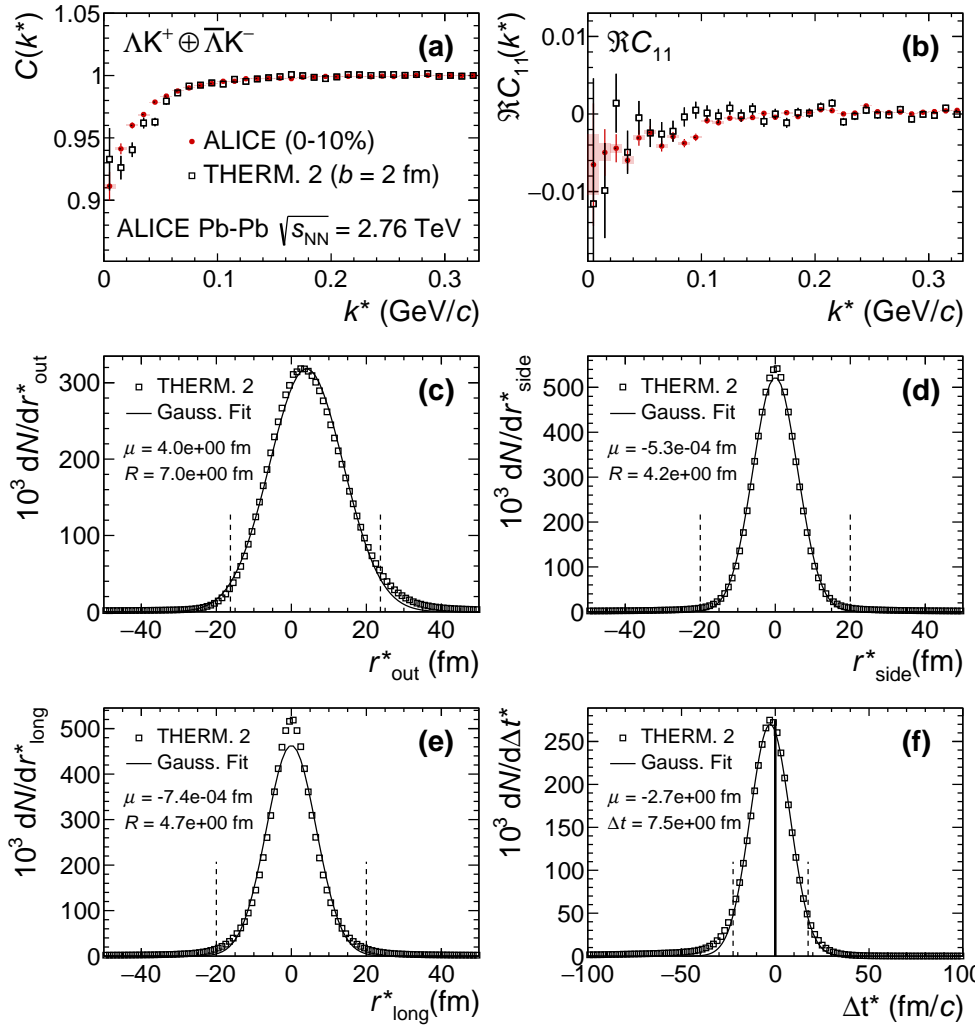 C(k*)
ΛK⁺ ⊕ Λ̄K⁻
(a)
ALICE (0-10%)
THERM. 2 (b = 2 fm)
ALICE Pb-Pb √sNN = 2.76 TeV
1.05
1
0.95
0.9
0 0.1 0.2 0.3
k* (GeV/c)
ℜC₁₁(k*)
ℜC₁₁
(b)
0.01
0
−0.01
0 0.1 0.2 0.3
k* (GeV/c)
10³ dN/dr*out
(c)
THERM. 2
Gauss. Fit
μ = 4.0e+00 fm
R = 7.0e+00 fm
300
200
100
0
−40 −20 0 20 40
r*out (fm)
10³ dN/dr*side
(d)
THERM. 2
Gauss. Fit
μ = -5.3e-04 fm
R = 4.2e+00 fm
500
400
300
200
100
0
−40 −20 0 20 40
r*side(fm)
10³ dN/dr*long
(e)
THERM. 2
Gauss. Fit
μ = -7.4e-04 fm
R = 4.7e+00 fm
500
400
300
200
100
0
−40 −20 0 20 40
r*long(fm)
10³ dN/dΔt*
(f)
THERM. 2
Gauss. Fit
μ = -2.7e+00 fm
Δt = 7.5e+00 fm
250
200
150
100
50
0
−100 −50 0 50 100
Δt* (fm/c)